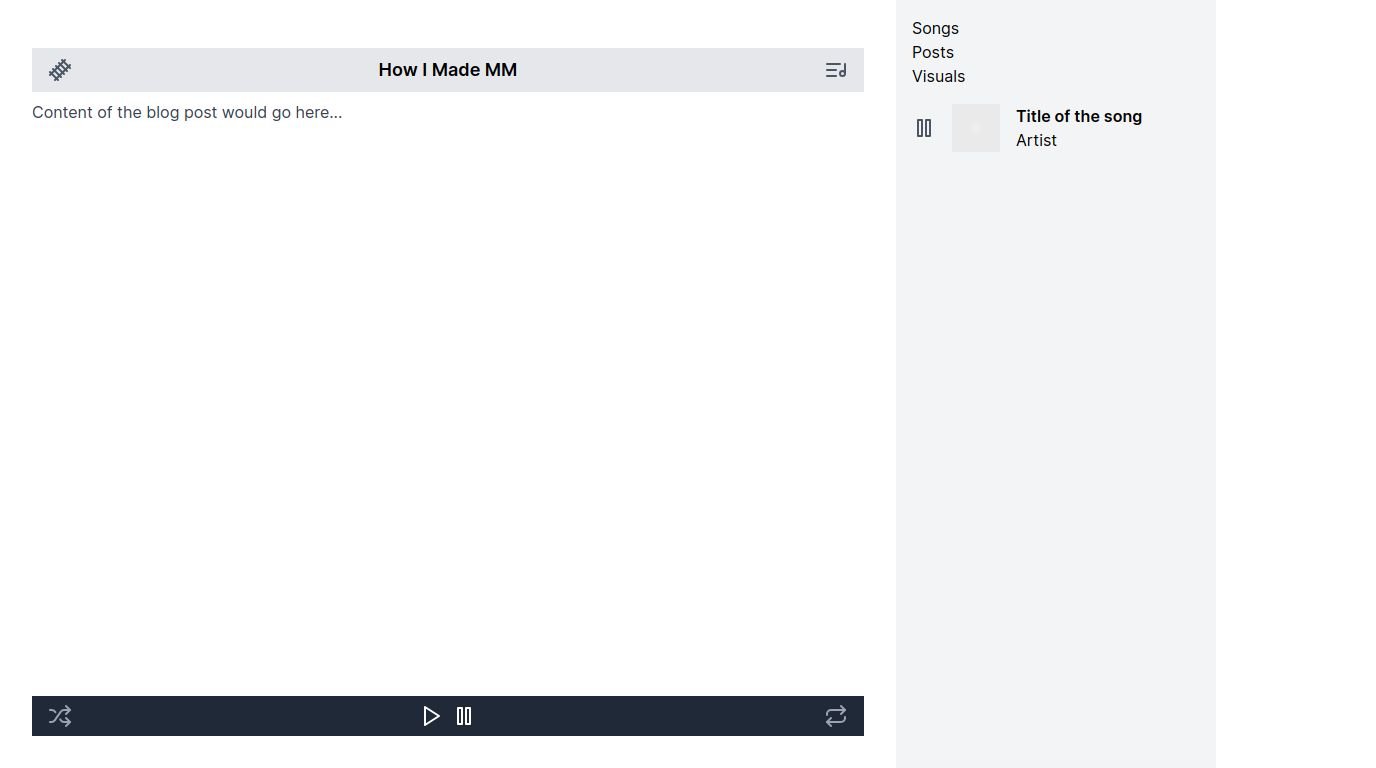 How I Made MM
Content of the blog post would go here...
Songs
Posts
Visuals
Title of the song
Artist